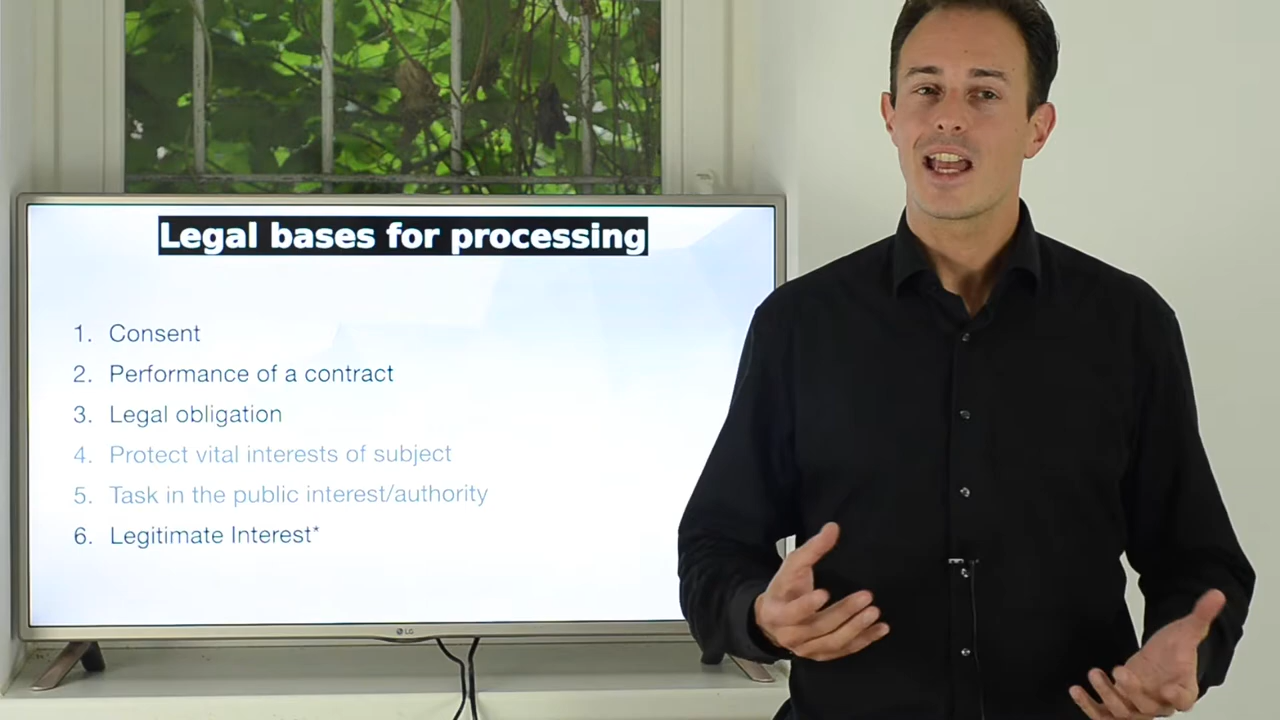 Legal bases for processing
1. Consent
2. Performance of a contract
3. Legal obligation
4. Protect vital interests of subject
5. Task in the public interest/authority
6. Legitimate Interest*
LG